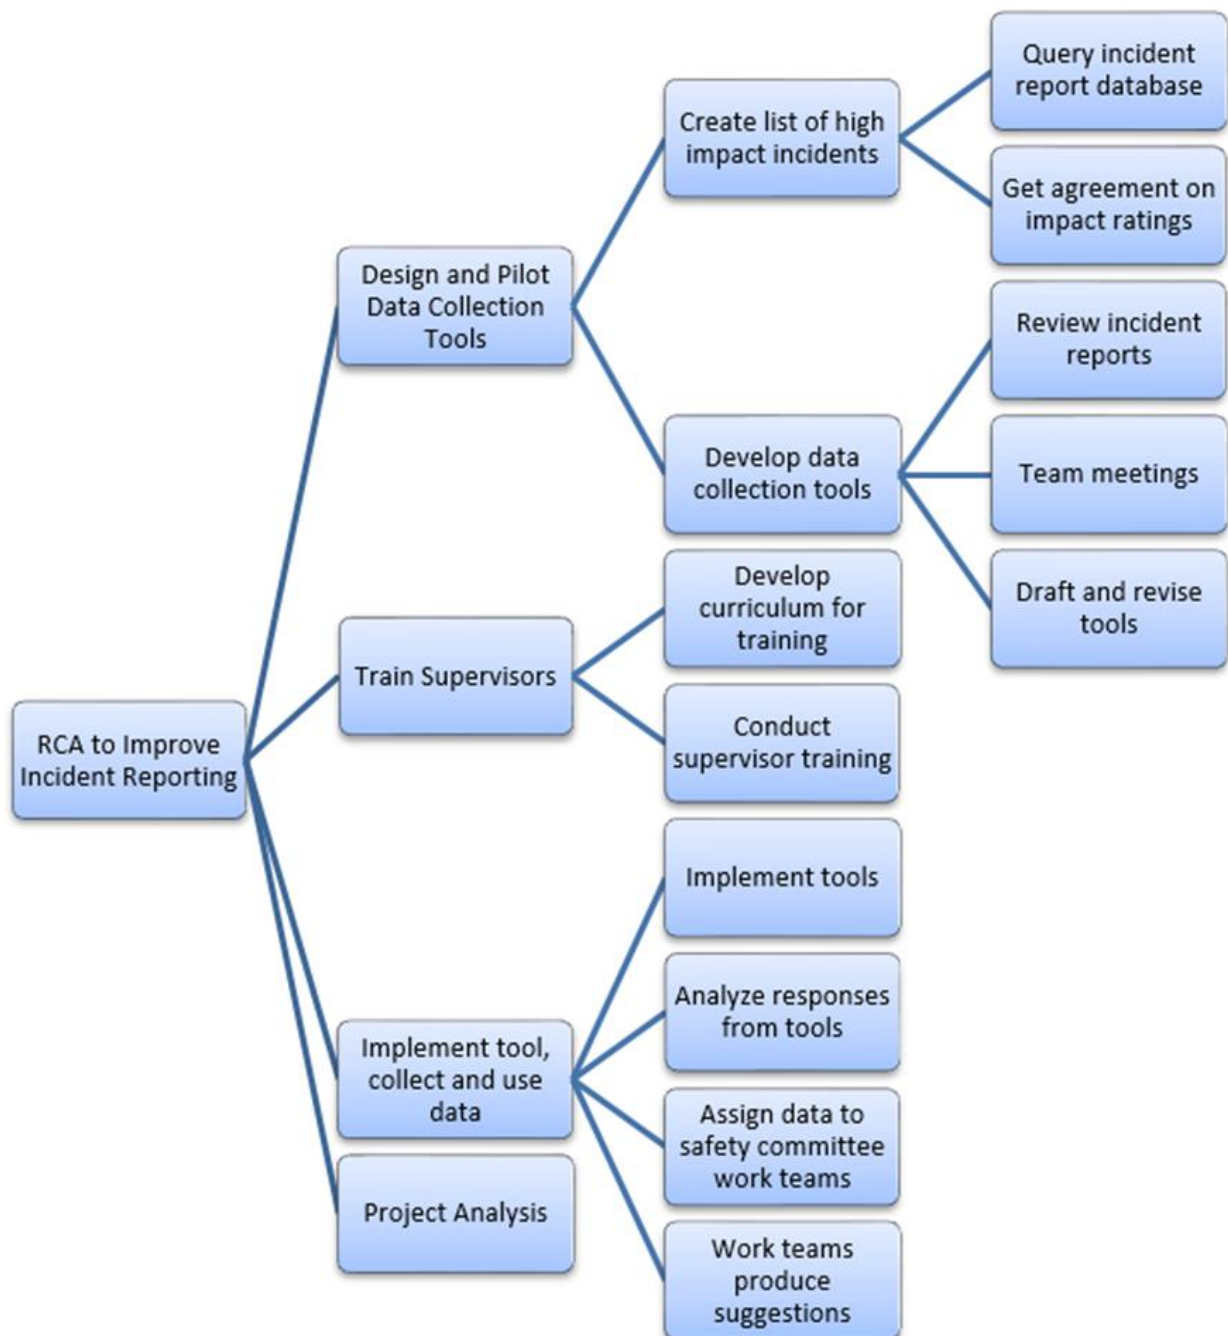 RCA to Improve
Incident Reporting
Design and Pilot
Data Collection
Tools
Create list of high
impact incidents
Query incident
report database
Get agreement on
impact ratings
Develop data
collection tools
Review incident
reports
Team meetings
Draft and revise
tools
Train Supervisors
Develop
curriculum for
training
Conduct
supervisor training
Implement tool,
collect and use
data
Implement tools
Analyze responses
from tools
Assign data to
safety committee
work teams
Work teams
produce
suggestions
Project Analysis